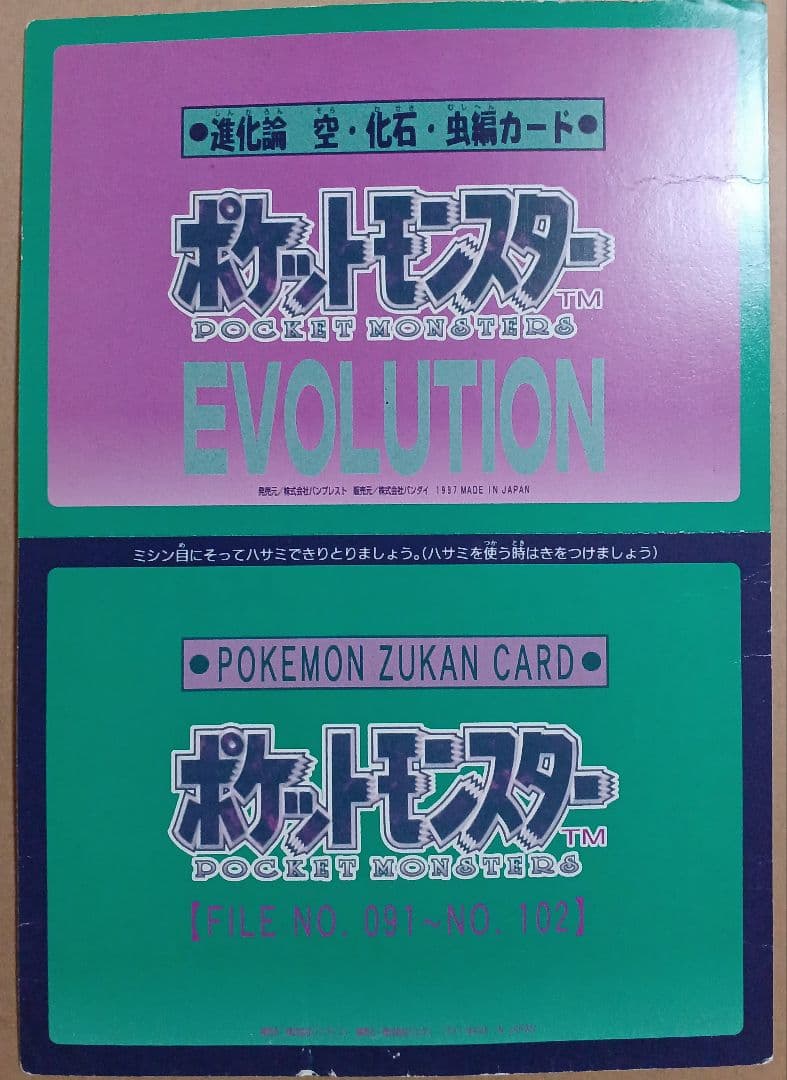 ●進化論 空・化石・虫編カード●
ポケットモンスター TM
POCKET MONSTERS
EVOLUTION
発売元/株式会社バンプレスト 販売元/株式会社バンダイ 1997 MADE IN JAPAN
ミシン目にそってハサミできりとりましょう。(ハサミを使う時はきをつけましょう)
●POKEMON ZUKAN CARD●
ポケットモンスター TM
POCKET MONSTERS
【FILE NO. 091~NO. 102】
MADE IN JAPAN